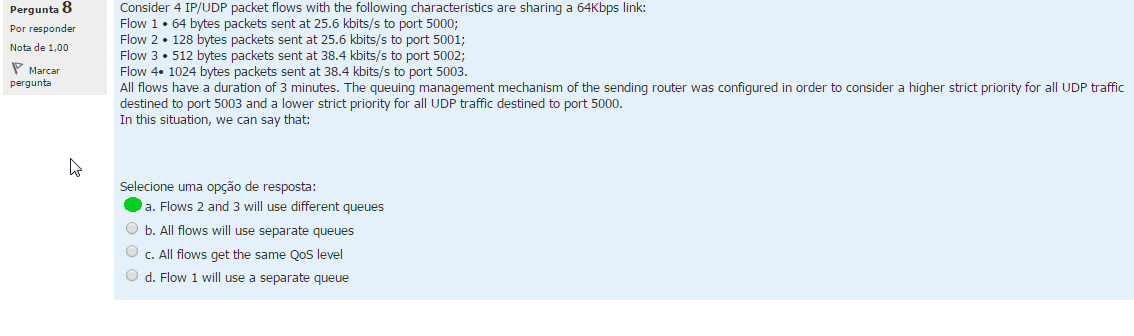 Pergunta 8
Por responder
Nota de 1,00
Marcar
pergunta
Consider 4 IP/UDP packet flows with the following characteristics are sharing a 64Kbps link:
Flow 1 • 64 bytes packets sent at 25.6 kbits/s to port 5000;
Flow 2 • 128 bytes packets sent at 25.6 kbits/s to port 5001;
Flow 3 • 512 bytes packets sent at 38.4 kbits/s to port 5002;
Flow 4• 1024 bytes packets sent at 38.4 kbits/s to port 5003.
All flows have a duration of 3 minutes. The queuing management mechanism of the sending router was configured in order to consider a higher strict priority for all UDP traffic
destined to port 5003 and a lower strict priority for all UDP traffic destined to port 5000.
In this situation, we can say that:
Selecione uma opção de resposta:
a. Flows 2 and 3 will use different queues
b. All flows will use separate queues
c. All flows get the same QoS level
d. Flow 1 will use a separate queue